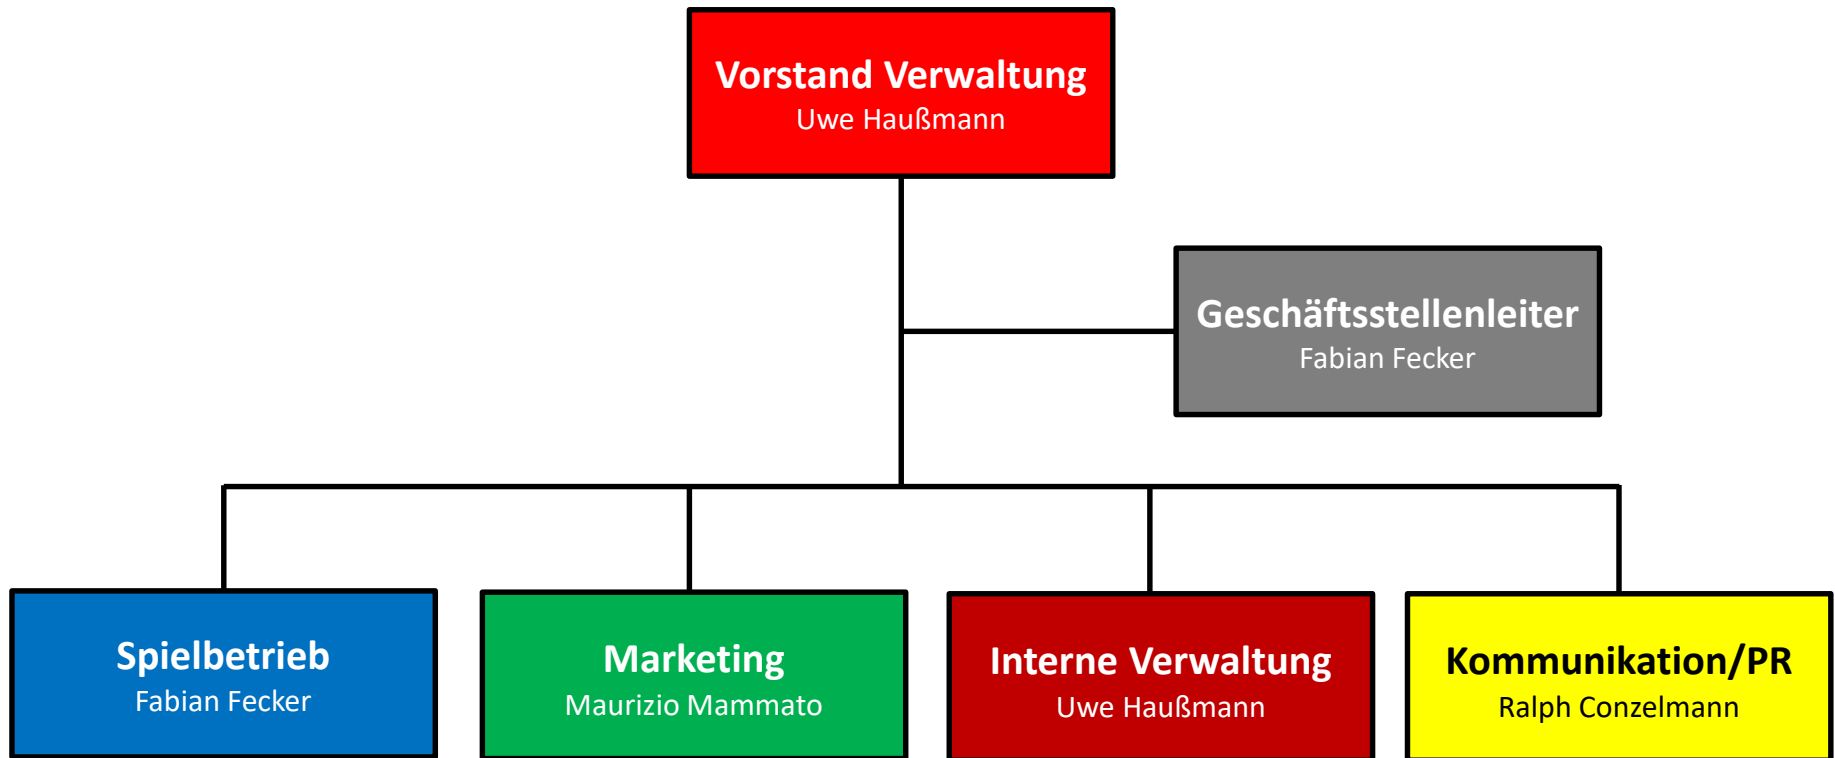 Vorstand Verwaltung
Uwe Haußmann
Geschäftsstellenleiter
Fabian Fecker
Spielbetrieb
Fabian Fecker
Marketing
Maurizio Mammato
Interne Verwaltung
Uwe Haußmann
Kommunikation/PR
Ralph Conzelmann